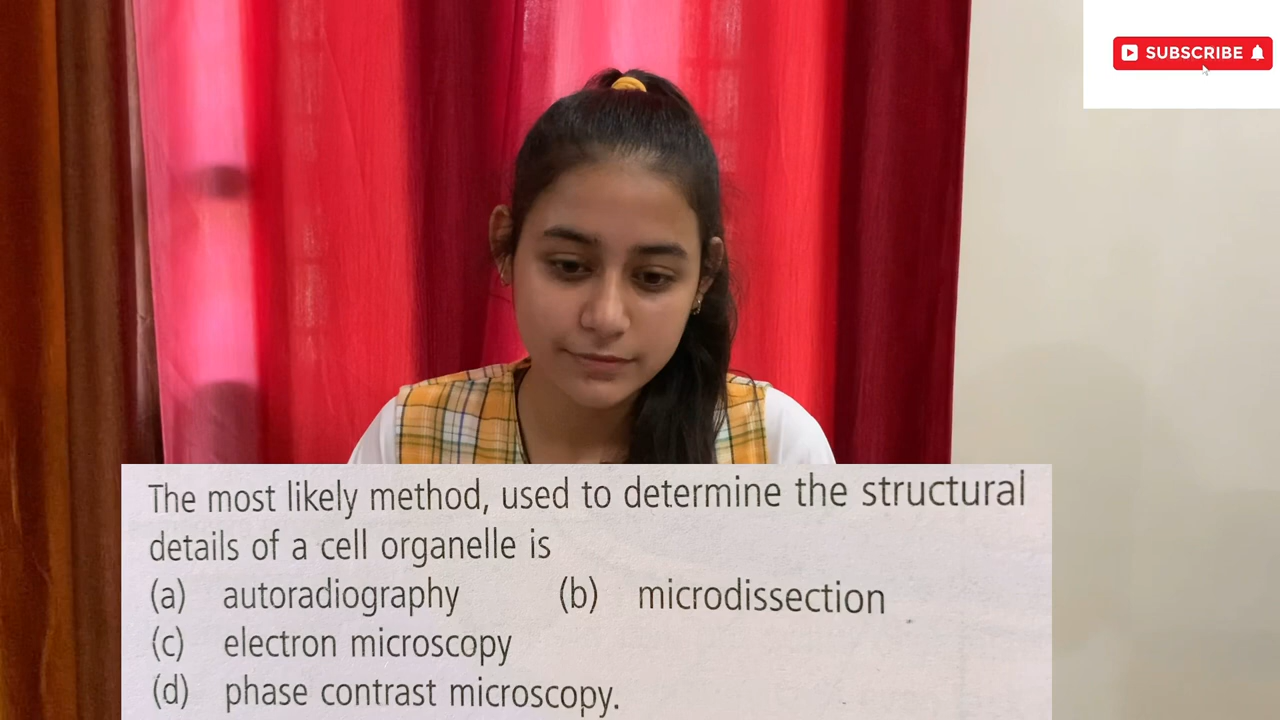 SUBSCRIBE
The most likely method, used to determine the structural
details of a cell organelle is
(a) autoradiography (b) microdissection
(c) electron microscopy
(d) phase contrast microscopy.